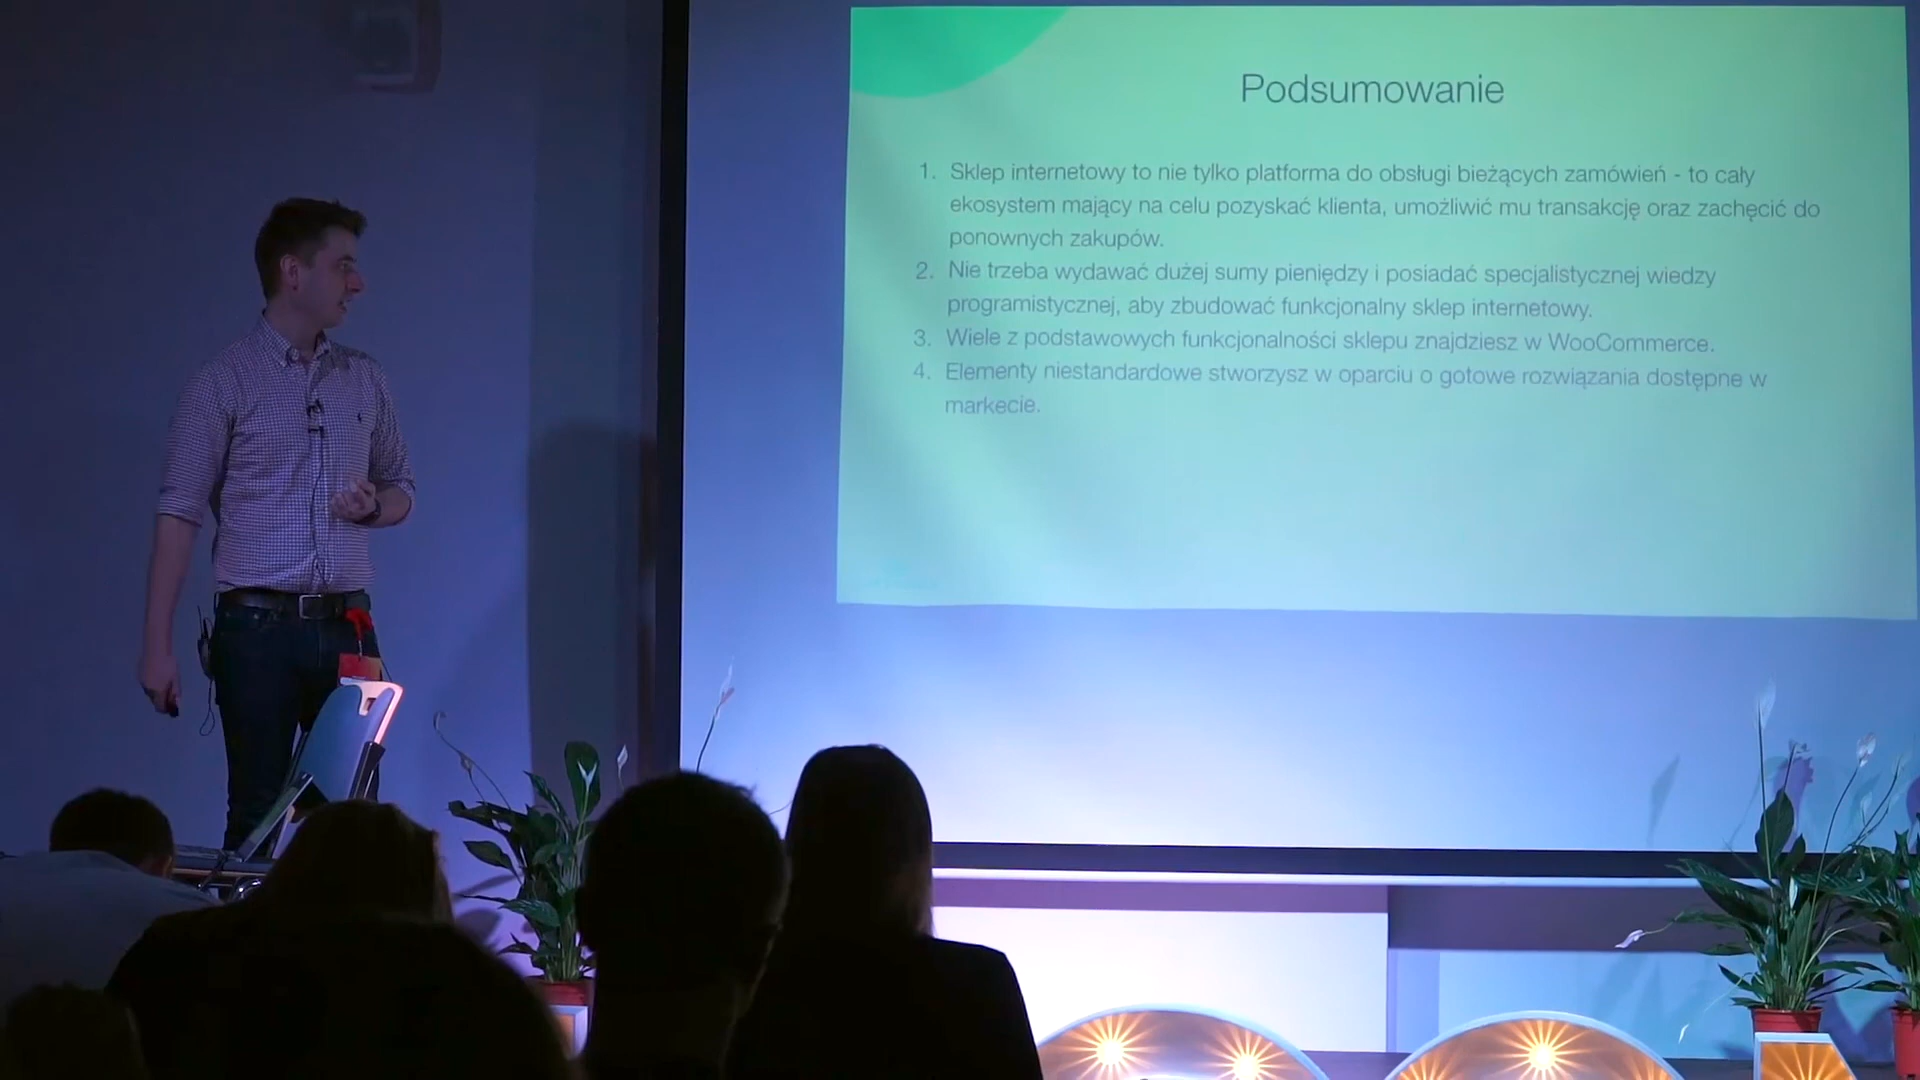 Podsumowanie
1. Sklep internetowy to nie tylko platforma do obsługi bieżących zamówień - to cały
ekosystem mający na celu pozyskać klienta, umożliwić mu transakcję oraz zachęcić do
ponownych zakupów.
2. Nie trzeba wydawać dużej sumy pieniędzy i posiadać specjalistycznej wiedzy
programistycznej, aby zbudować funkcjonalny sklep internetowy.
3. Wiele z podstawowych funkcjonalności sklepu znajdziesz w WooCommerce.
4. Elementy niestandardowe stworzysz w oparciu o gotowe rozwiązania dostępne w
markecie.